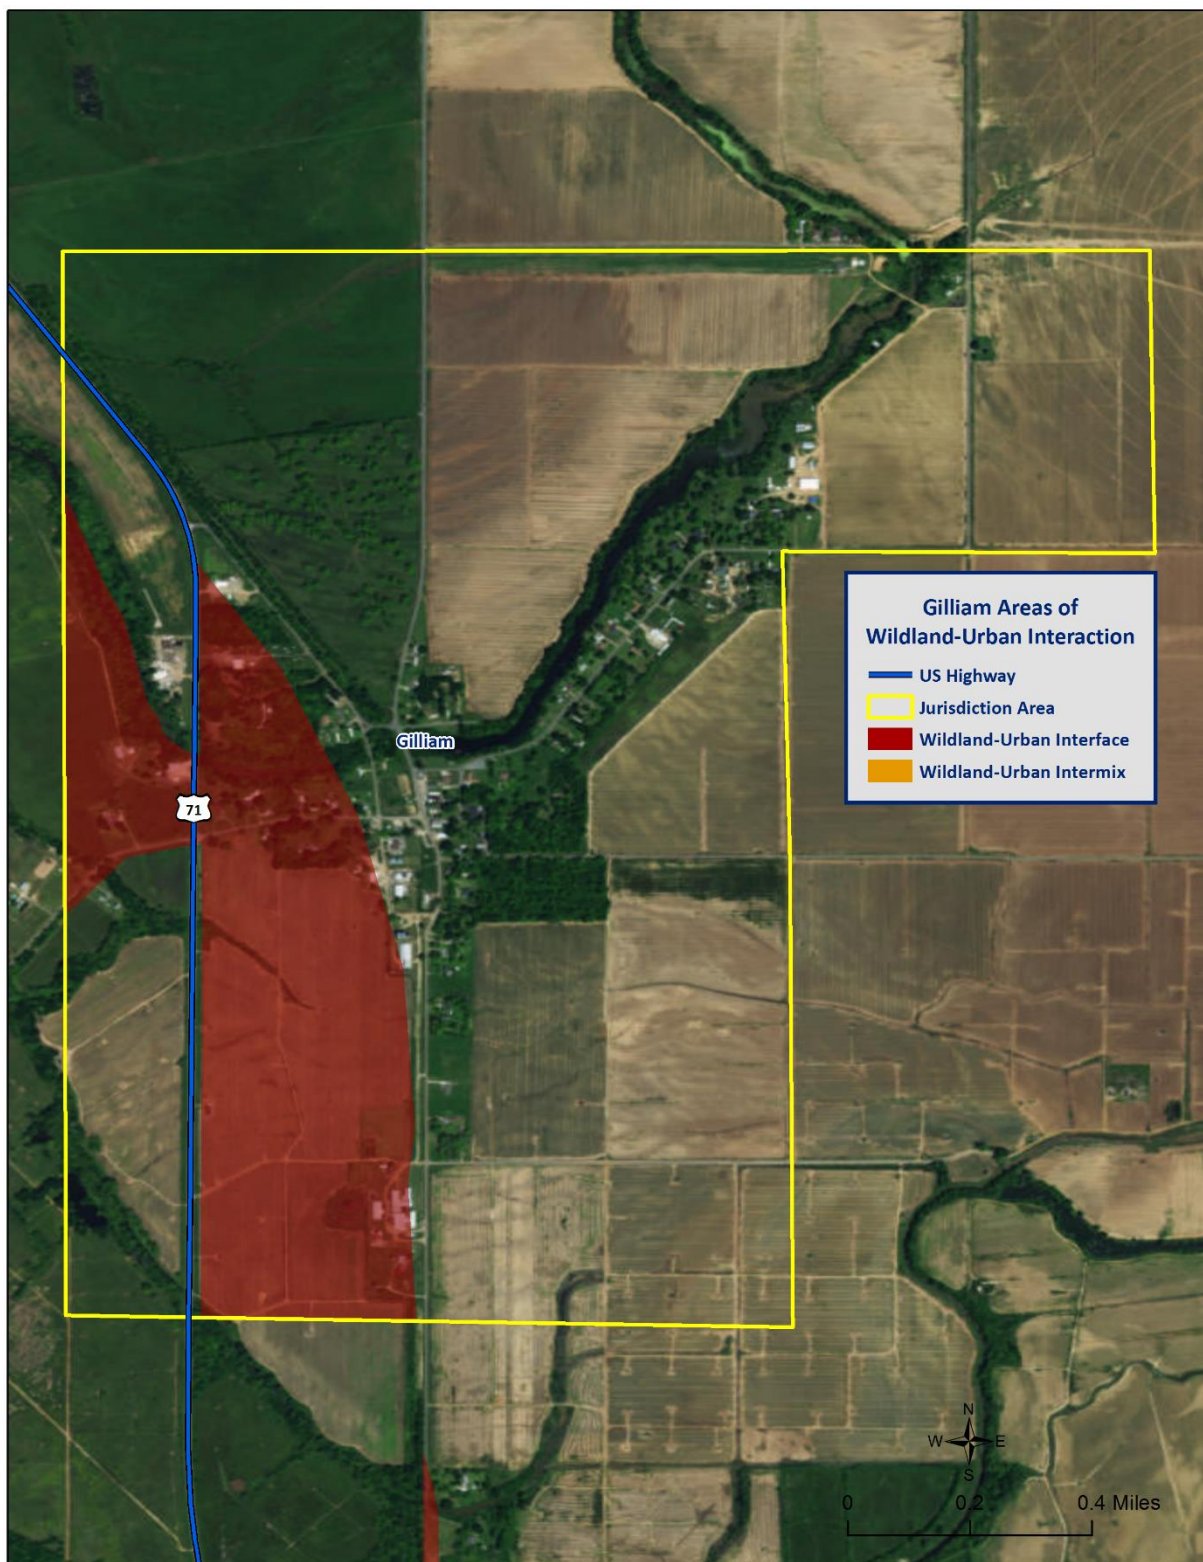 Gilliam Areas of
Wildland-Urban Interaction
US Highway
Jurisdiction Area
Wildland-Urban Interface
Wildland-Urban Intermix
Gilliam
71
N
W E
S
0 0.2 0.4 Miles